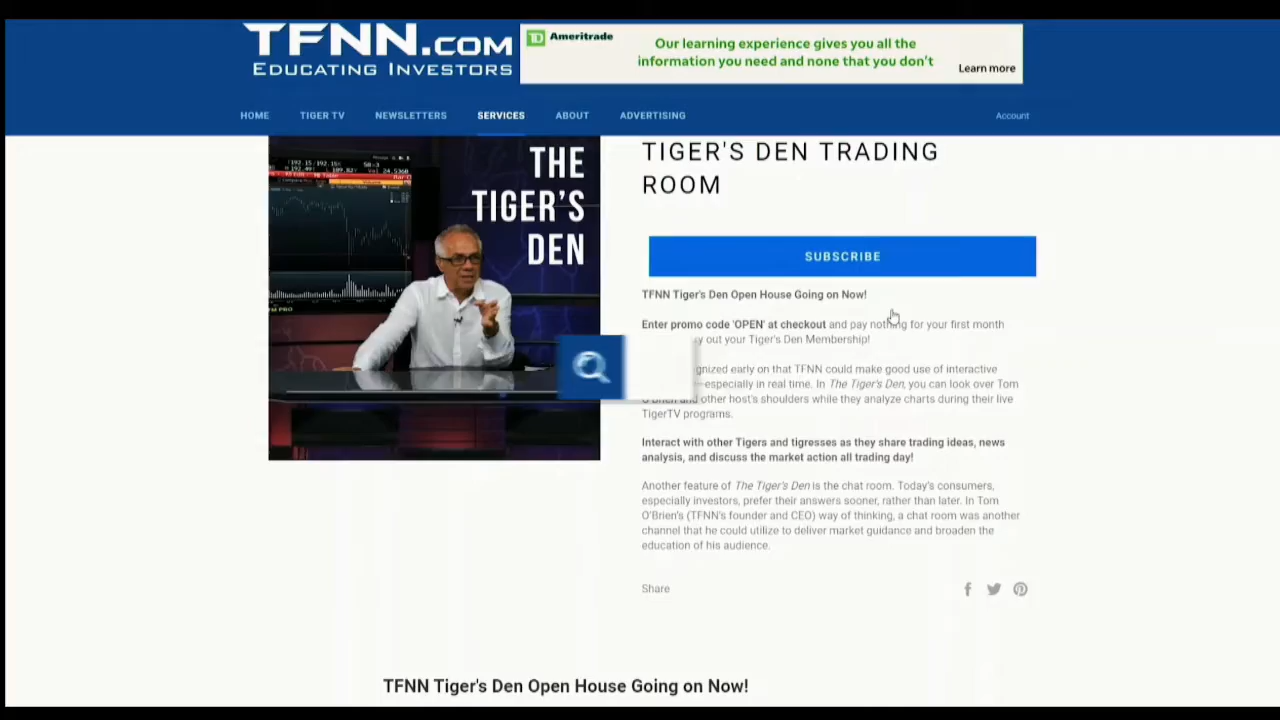 TFNN.COM
EDUCATING INVESTORS
TD Ameritrade
Our learning experience gives you all the
information you need and none that you don't
Learn more
HOME TIGER TV NEWSLETTERS SERVICES ABOUT ADVERTISING Account
THE
TIGER'S
DEN
TIGER'S DEN TRADING
ROOM
SUBSCRIBE
TFNN Tiger's Den Open House Going on Now!
Enter promo code 'OPEN' at checkout and pay nothing for your first month
y out your Tiger's Den Membership!
gnized early on that TFNN could make good use of interactive
—especially in real time. In The Tiger's Den, you can look over Tom
O'Brien and other host's shoulders while they analyze charts during their live
TigerTV programs.
Interact with other Tigers and tigresses as they share trading ideas, news
analysis, and discuss the market action all trading day!
Another feature of The Tiger's Den is the chat room. Today's consumers,
especially investors, prefer their answers sooner, rather than later. In Tom
O'Brien's (TFNN's founder and CEO) way of thinking, a chat room was another
channel that he could utilize to deliver market guidance and broaden the
education of his audience.
Share
TFNN Tiger's Den Open House Going on Now!